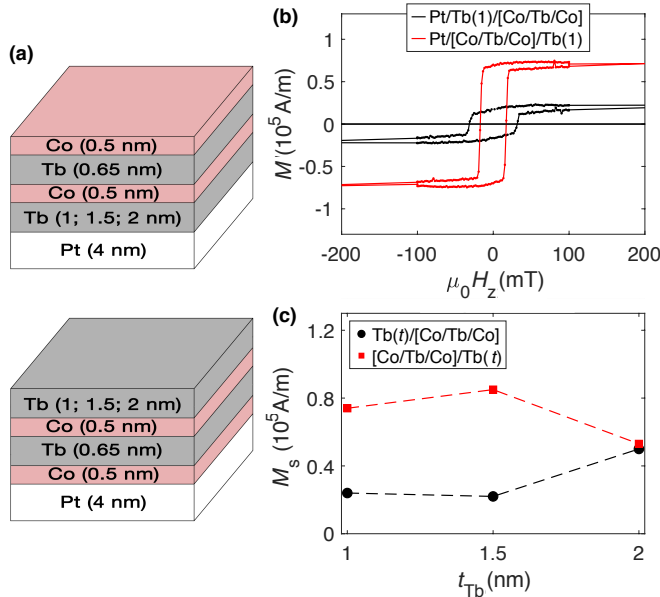 (a)
Co (0.5 nm)
Tb (0.65 nm)
Co (0.5 nm)
Tb (1; 1.5; 2 nm)
Pt (4 nm)
Tb (1; 1.5; 2 nm)
Co (0.5 nm)
Tb (0.65 nm)
Co (0.5 nm)
Pt (4 nm)
(b)
Pt/Tb(1)/[Co/Tb/Co]
Pt/[Co/Tb/Co]/Tb(1)
1
0.5
0
-0.5
-1
M (10⁵A/m)
-200 -100 0 100 200
μ₀Hz(mT)
(c)
Tb(t)/[Co/Tb/Co]
[Co/Tb/Co]/Tb(t)
1.2
0.8
0.4
0
Ms (10⁵A/m)
1 1.5 2
tTb(nm)